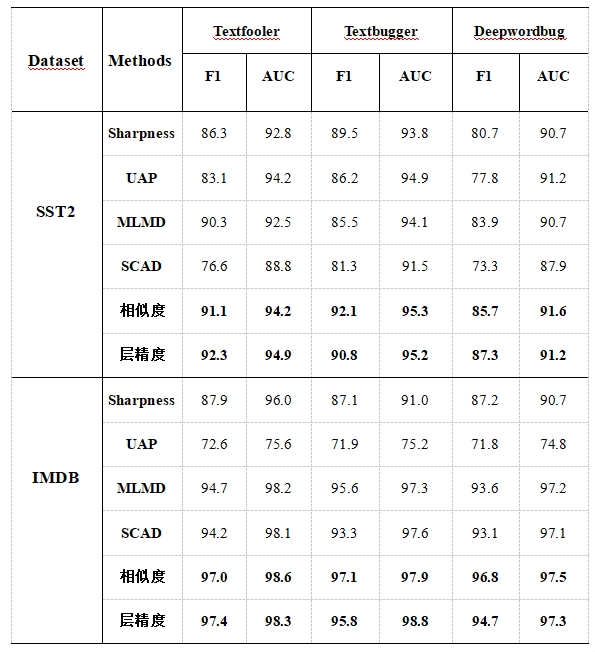 Dataset Methods Textfooler Textbugger Deepwordbug
F1 AUC F1 AUC F1 AUC
SST2
Sharpness 86.3 92.8 89.5 93.8 80.7 90.7
UAP 83.1 94.2 86.2 94.9 77.8 91.2
MLMD 90.3 92.5 85.5 94.1 83.9 90.7
SCAD 76.6 88.8 81.3 91.5 73.3 87.9
相似度 91.1 94.2 92.1 95.3 85.7 91.6
层精度 92.3 94.9 90.8 95.2 87.3 91.2
IMDB
Sharpness 87.9 96.0 87.1 91.0 87.2 90.7
UAP 72.6 75.6 71.9 75.2 71.8 74.8
MLMD 94.7 98.2 95.6 97.3 93.6 97.2
SCAD 94.2 98.1 93.3 97.6 93.1 97.1
相似度 97.0 98.6 97.1 97.9 96.8 97.5
层精度 97.4 98.3 95.8 98.8 94.7 97.3